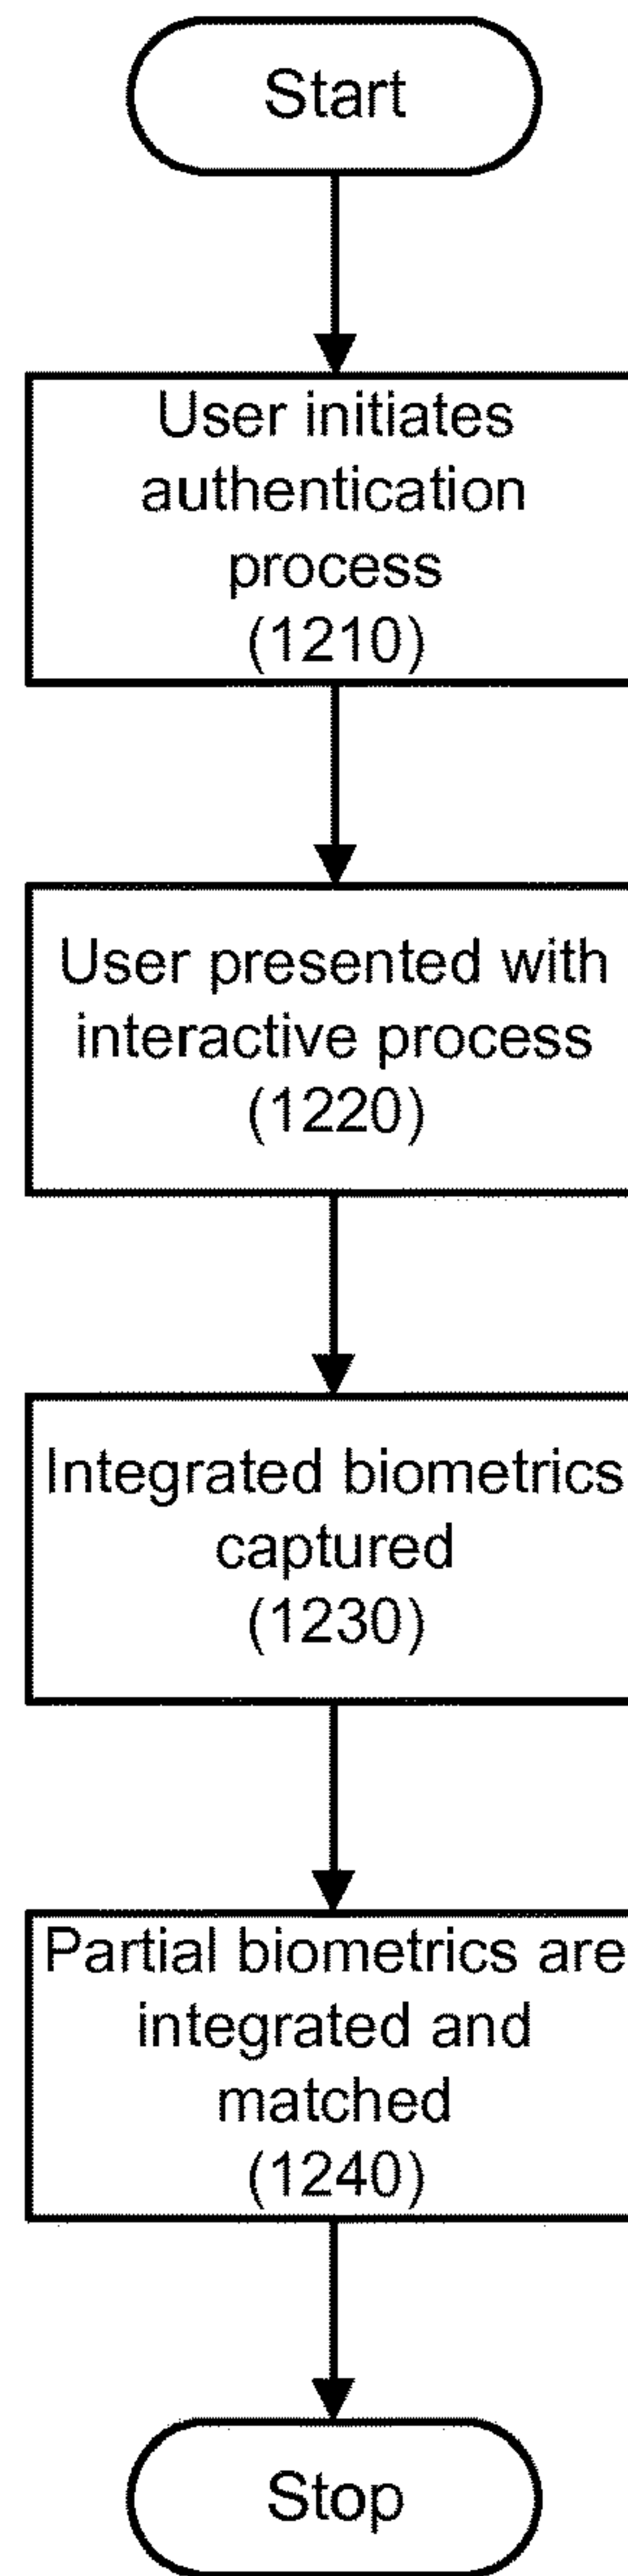 Start
User initiates
authentication
process
(1210)
User presented with
interactive process
(1220)
Integrated biometrics
captured
(1230)
Partial biometrics are
integrated and
matched
(1240)
Stop